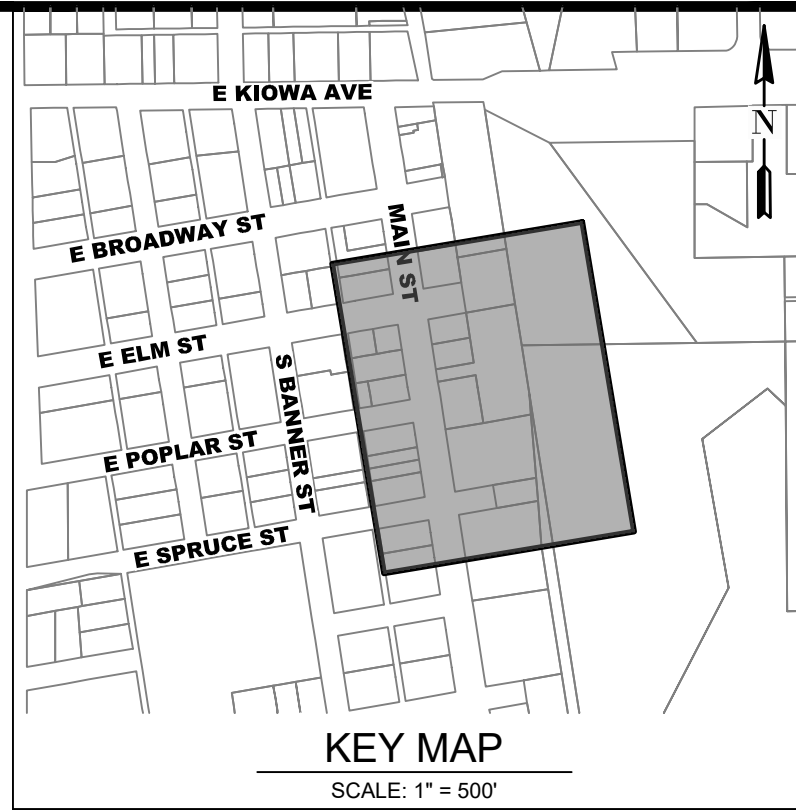 E KIOWA AVE
N
MAIN ST
E BROADWAY ST
E ELM ST
S BANNER ST
E POPLAR ST
E SPRUCE ST
KEY MAP
SCALE: 1" = 500'